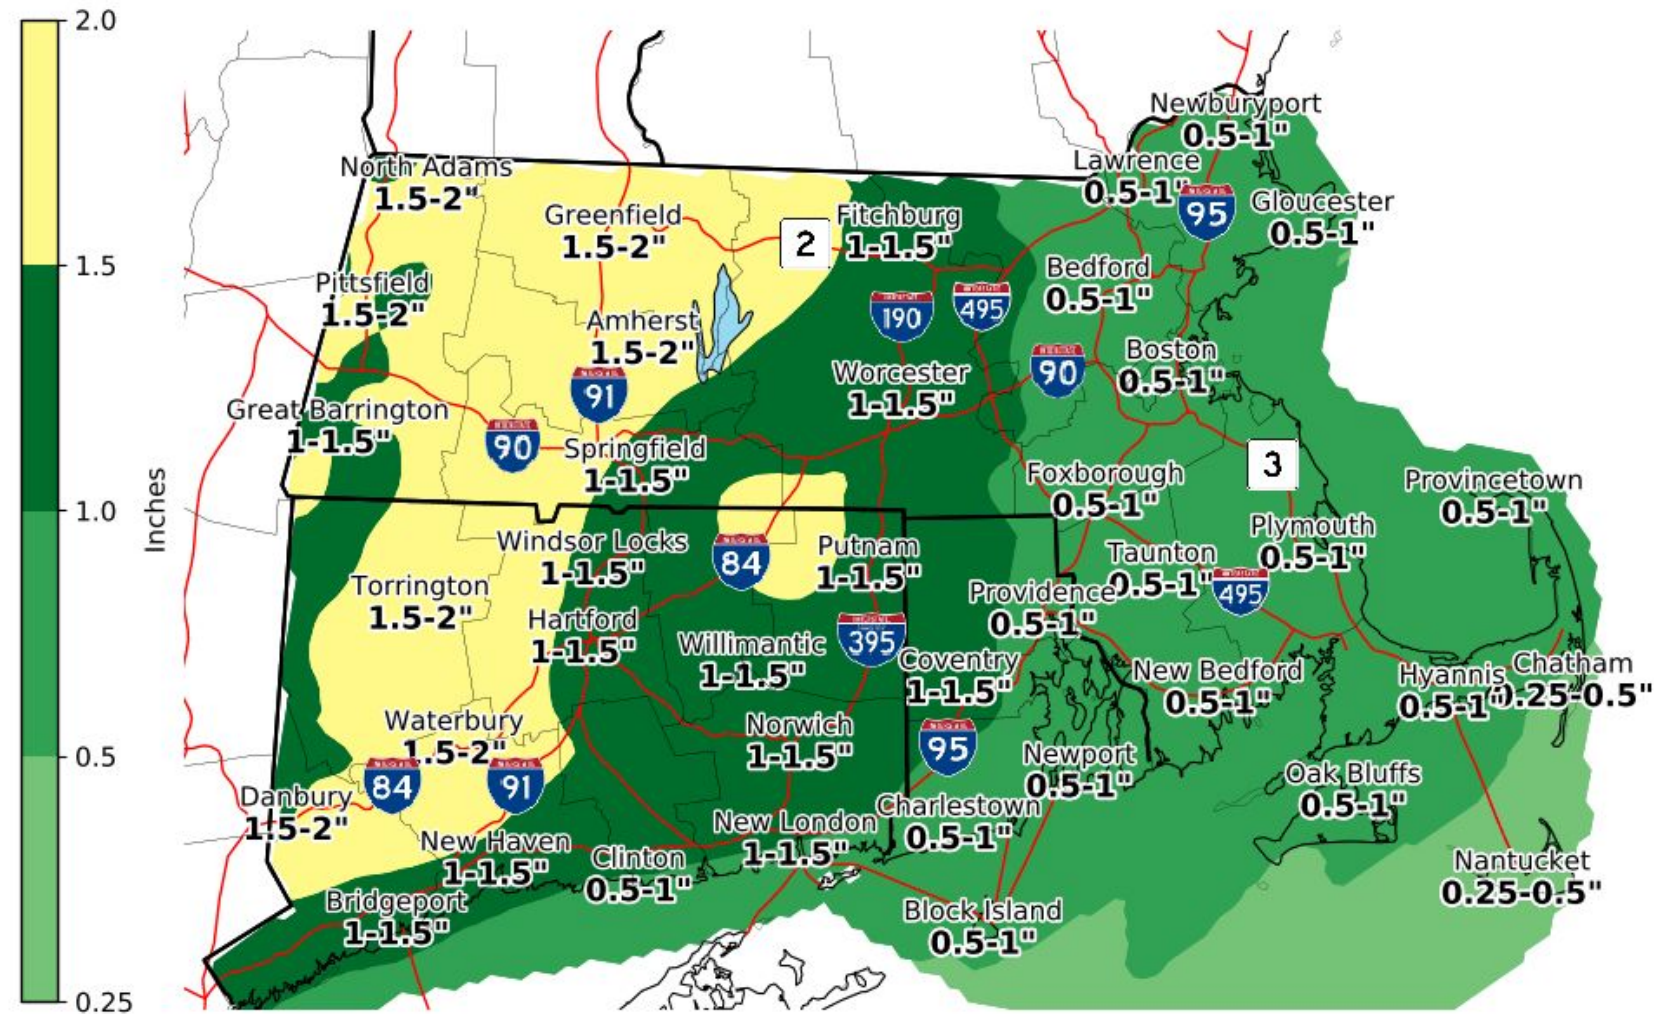 2.0
1.5
1.0
0.5
0.25
Inches
Newburyport
0.5-1"
North Adams
1.5-2"
Lawrence
0.5-1"
95
Gloucester
0.5-1"
Greenfield
1.5-2"
2
Fitchburg
1-1.5"
Pittsfield
1.5-2"
Bedford
0.5-1"
190
495
Amherst
1.5-2"
Boston
0.5-1"
91
Worcester
1-1.5"
90
Great Barrington
1-1.5"
90
Springfield
1-1.5"
3
Foxborough
0.5-1"
Provincetown
0.5-1"
Plymouth
0.5-1"
Windsor Locks
1-1.5"
84
Putnam
1-1.5"
Taunton
0.5-1"
495
Torrington
1.5-2"
Providence
0.5-1"
Hartford
1-1.5"
Willimantic
1-1.5"
395
Coventry
1-1.5"
New Bedford
0.5-1"
Hyannis
0.5-1"
Chatham
0.25-0.5"
Waterbury
1.5-2"
Norwich
1-1.5"
95
Newport
0.5-1"
Oak Bluffs
0.5-1"
84
91
Danbury
1.5-2"
Charlestown
0.5-1"
New Haven
1-1.5"
Clinton
0.5-1"
New London
1-1.5"
Nantucket
0.25-0.5"
Bridgeport
1-1.5"
Block Island
0.5-1"